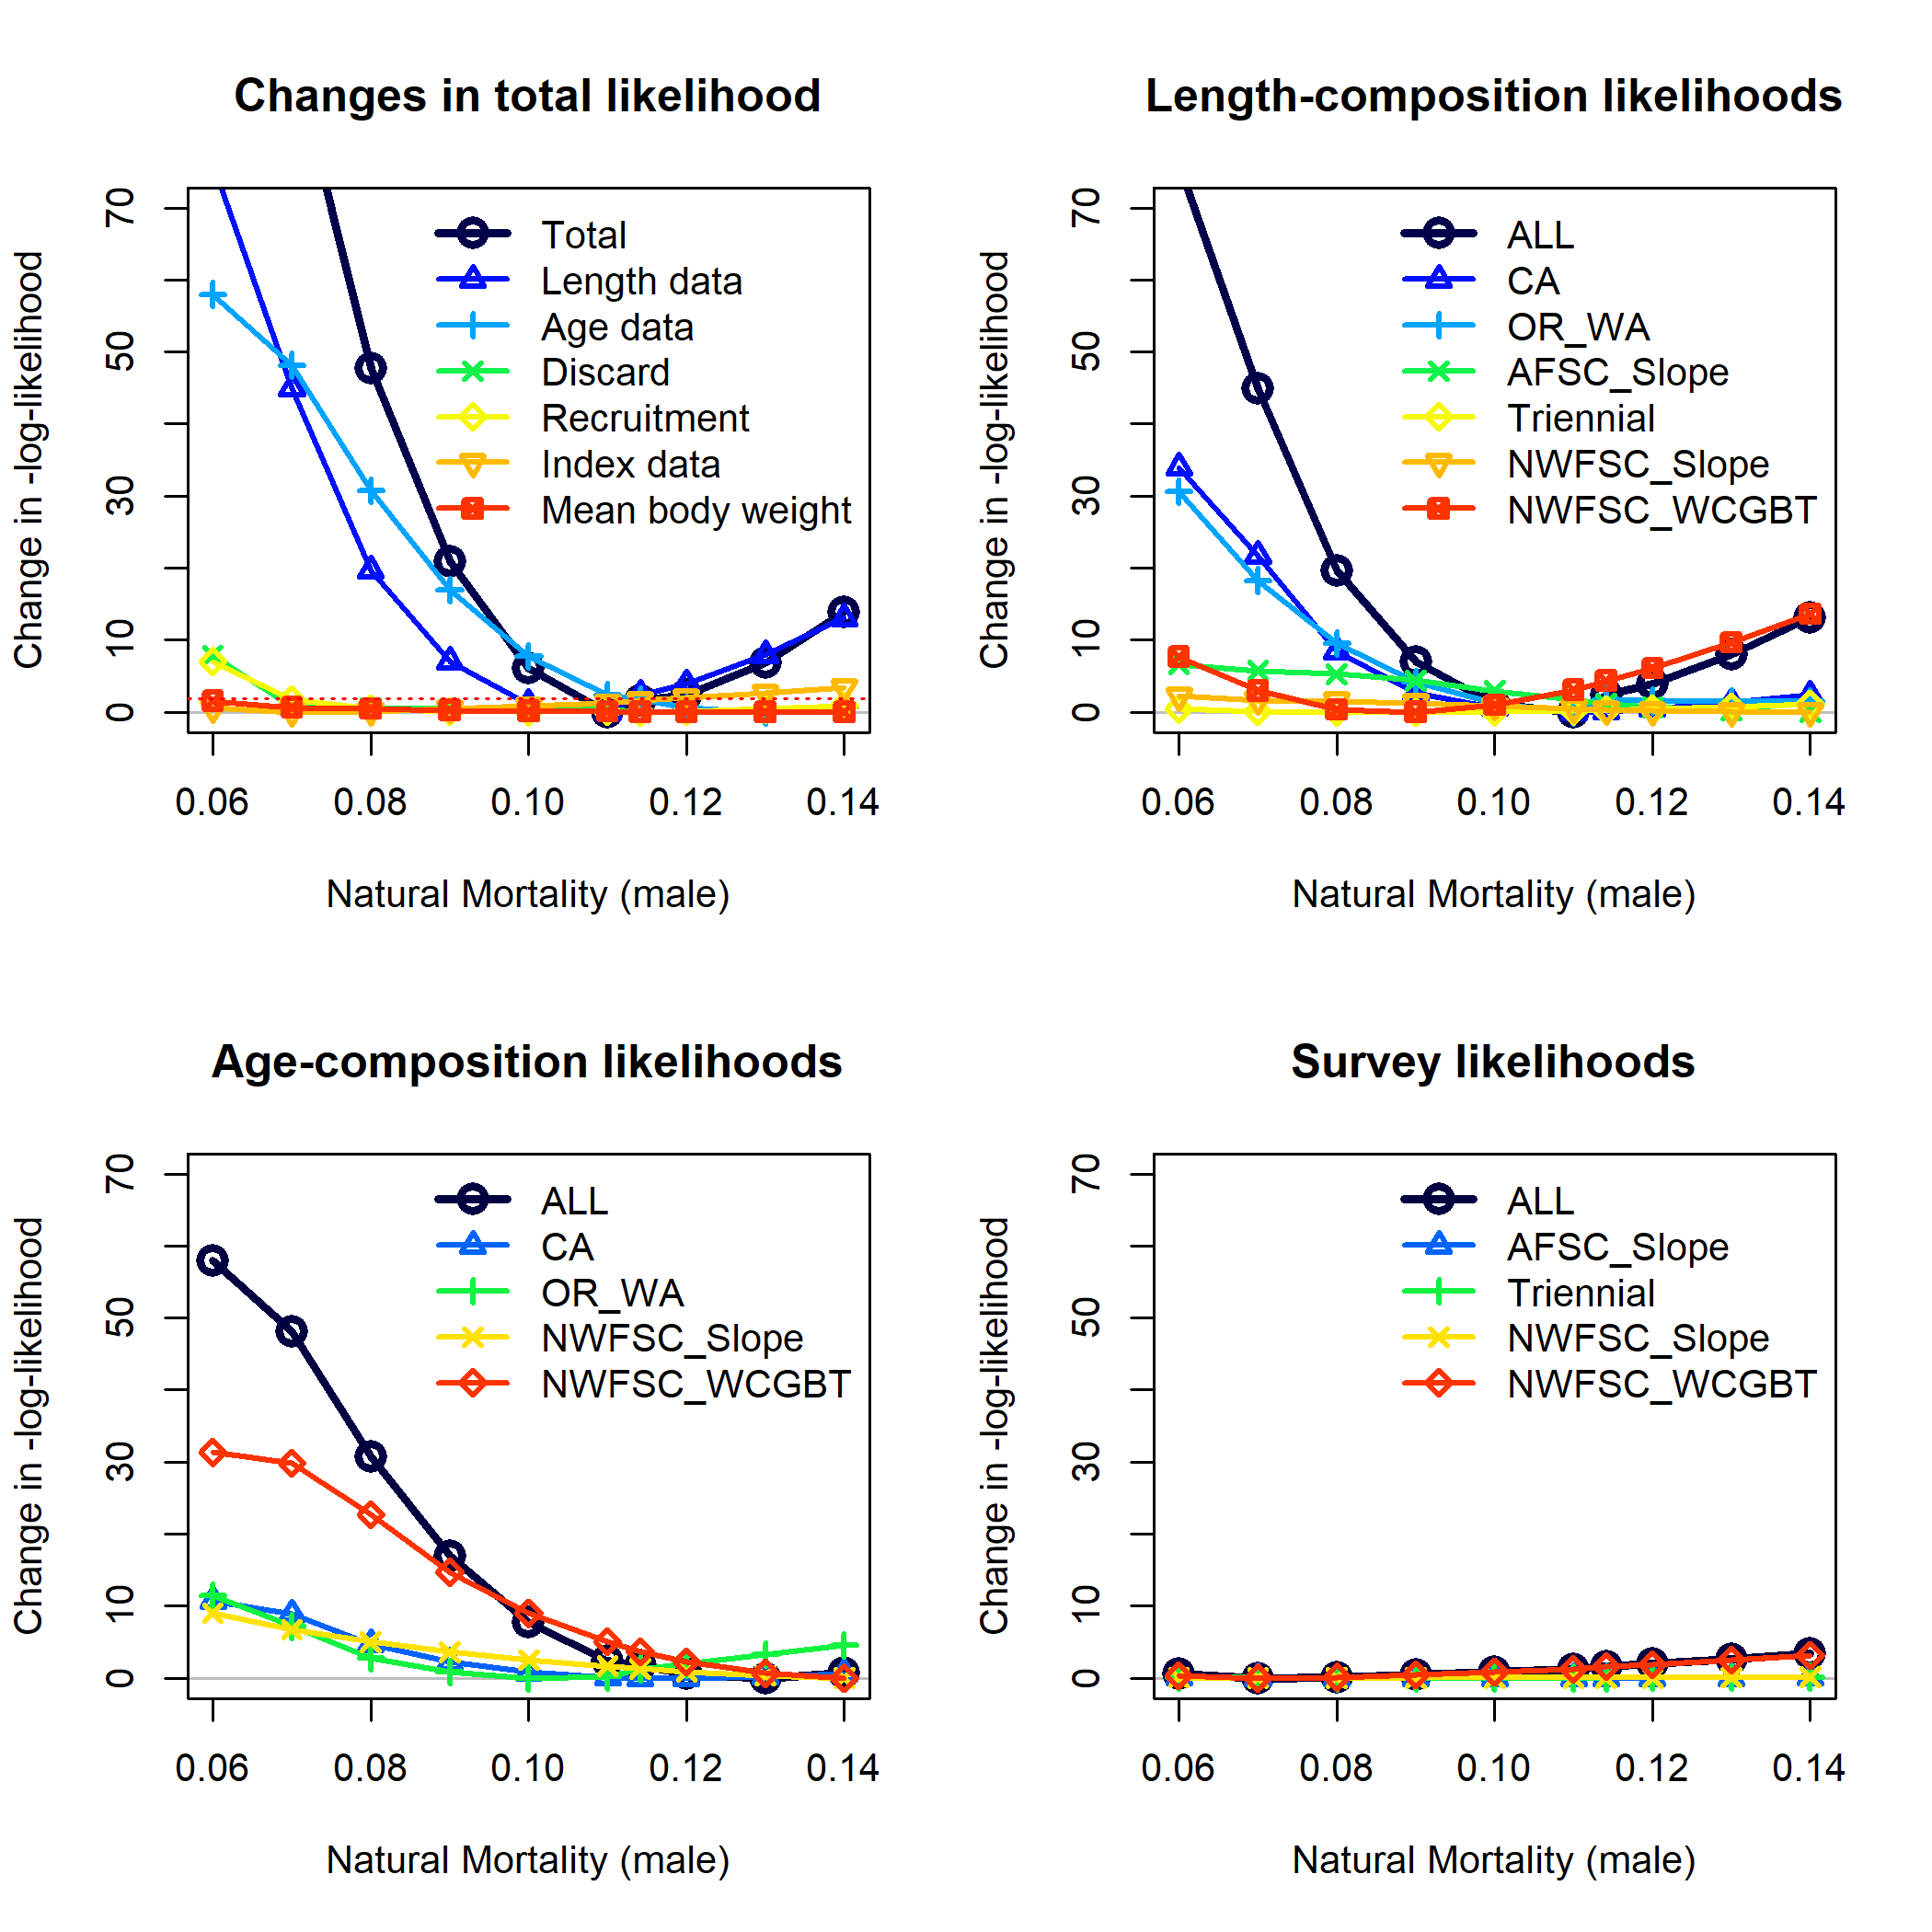 Changes in total likelihood
Change in -log-likelihood
70
50
30
10
0
Total
Length data
Age data
Discard
Recruitment
Index data
Mean body weight
0.06 0.08 0.10 0.12 0.14
Natural Mortality (male)
Length-composition likelihoods
Change in -log-likelihood
70
50
30
10
0
ALL
CA
OR_WA
AFSC_Slope
Triennial
NWFSC_Slope
NWFSC_WCGBT
0.06 0.08 0.10 0.12 0.14
Natural Mortality (male)
Age-composition likelihoods
Change in -log-likelihood
70
50
30
10
0
ALL
CA
OR_WA
NWFSC_Slope
NWFSC_WCGBT
0.06 0.08 0.10 0.12 0.14
Natural Mortality (male)
Survey likelihoods
Change in -log-likelihood
70
50
30
10
0
ALL
AFSC_Slope
Triennial
NWFSC_Slope
NWFSC_WCGBT
0.06 0.08 0.10 0.12 0.14
Natural Mortality (male)